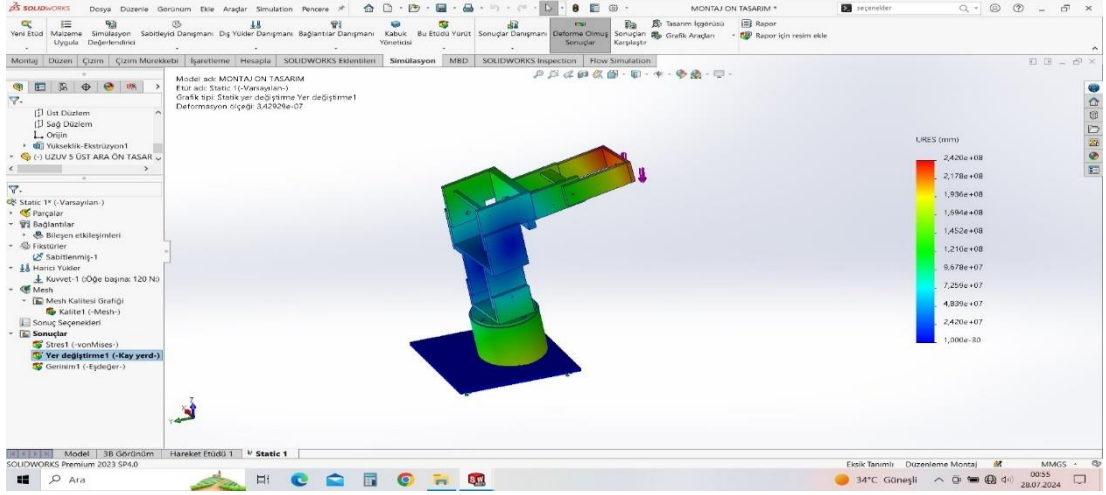 SOLIDWORKS Dosya Düzenle Görünüm Ekle Araçlar Simulation Pencere MONTAJ ON TASARIM * seçenekler
Yeni Etüd Malzeme Uygula Simülasyon Değerlendirici Sabitleyici Danışmanı Dış Yükler Danışmanı Bağlantılar Danışmanı Kabuk Yöneticisi Bu Etüdü Yürüt Sonuçlar Danışmanı Deforme Olmuş Sonuçlar Sonuçları Karşılaştır Tasarım İçgörüsü Grafik Araçları Rapor Rapor için resim ekle
Montaj Düzen Çizim Çizim Mürekkebi İşaretleme Hesapla SOLIDWORKS Eklentileri Simülasyon MBD SOLIDWORKS Inspection Flow Simulation
Model adı: MONTAJ ON TASARIM
Etüt adı: Static 1(-Varsayılan-)
Grafik tipi: Statik yer değiştirme Yer değiştirme1
Deformasyon ölçeği: 3,42929e-07
Üst Düzlem
Sağ Düzlem
Orijin
Yükseklik-Ekstrüzyon1
(-) UZUV 5 ÜST ARA ÖN TASAR
Static 1* (-Varsayılan-)
Parçalar
Bağlantılar
Bileşen etkileşimleri
Fikstürler
Sabitlenmiş-1
Harici Yükler
Kuvvet-1 (:Öğe başına: 120 N:)
Mesh
Mesh Kalitesi Grafiği
Kalite1 (-Mesh-)
Sonuç Seçenekleri
Sonuçlar
Stres1 (-vonMises-)
Yer değiştirme1 (-Kay yerd-)
Gerinim1 (-Eşdeğer-)
URES (mm)
2,420e+08
2,178e+08
1,936e+08
1,694e+08
1,452e+08
1,210e+08
9,678e+07
7,259e+07
4,839e+07
2,420e+07
1,000e-30
Z
Y
Model 3B Görünüm Hareket Etüdü 1 Static 1
SOLIDWORKS Premium 2023 SP4.0 Eksik Tanımlı Düzenleme Montaj MMGS
Ara 34°C Güneşli 00:55
28.07.2024